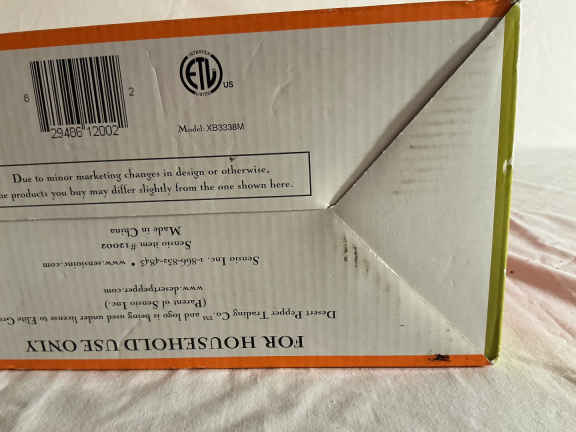 6 29486 12002 2
ETL
US
Model: XB3338M
Due to minor marketing changes in design or otherwise,
products you buy may differ slightly from the one shown here.
FOR HOUSEHOLD USE ONLY
Desert Pepper Trading Co.™ and logo is being used under license to Elite
(Parent of Sensio Inc.)
www.desertpepper.com
Sensio Inc. 1-866-832-4843 • www.sensioinc.com
Sensio item #12002
Made in China